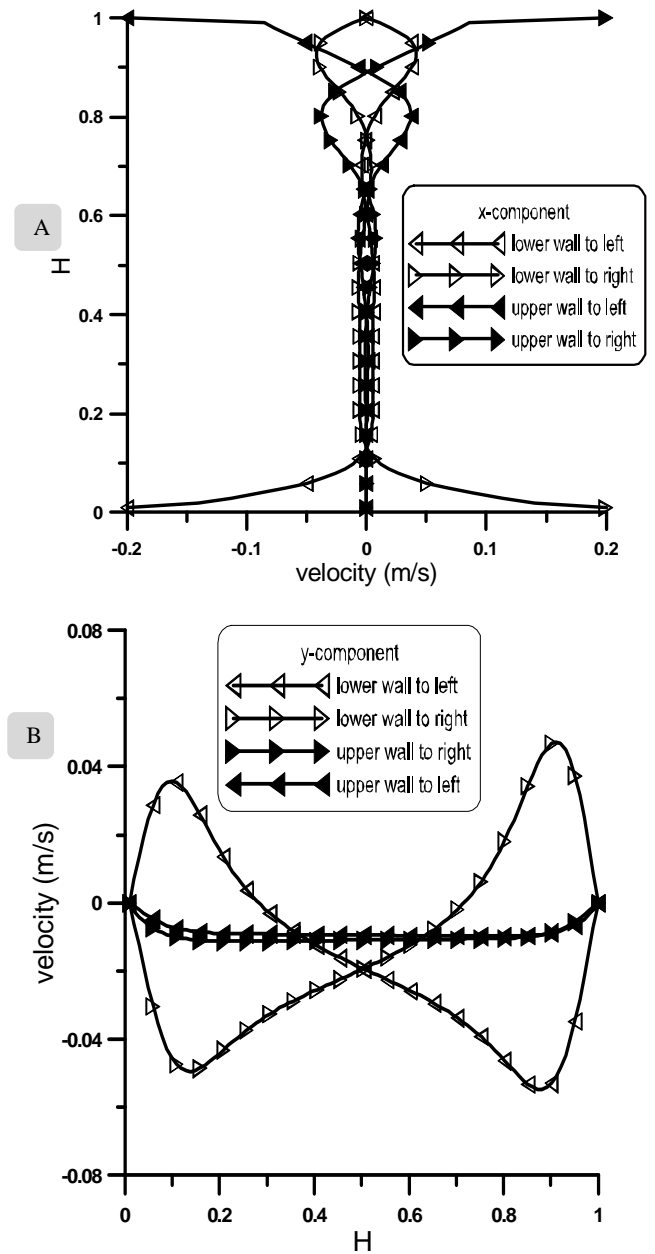 A
1
0.8
0.6
0.4
0.2
0
H
-0.2
-0.1
0
0.1
0.2
velocity (m/s)
x-component
lower wall to left
lower wall to right
upper wall to left
upper wall to right
B
0.08
0.04
0
-0.04
-0.08
velocity (m/s)
y-component
lower wall to left
lower wall to right
upper wall to right
upper wall to left
0
0.2
0.4
0.6
0.8
1
H